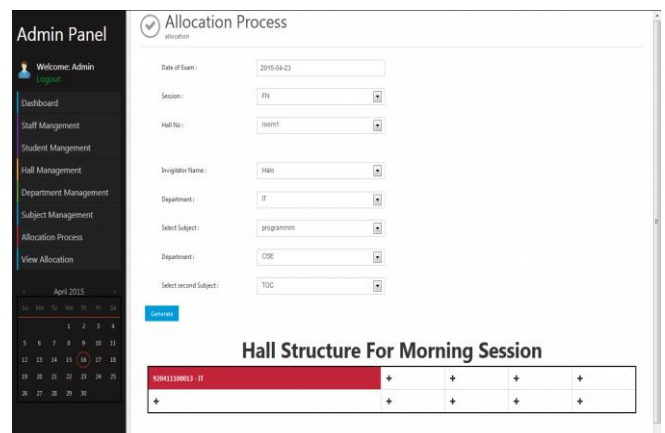 Admin Panel
Welcome: Admin
Logout
Dashboard
Staff Mangement
Student Mangement
Hall Management
Department Management
Subject Management
Allocation Process
View Allocation
April 2015
Su Mo Tu We Th Fr Sa
1 2 3 4
5 6 7 8 9 10 11
12 13 14 15 16 17 18
19 20 21 22 23 24 25
26 27 28 29 30
Allocation Process
allocation
Date of Exam : 2015-04-23
Session : FN
Hall No : room1
Invigilator Name : Halo
Department : IT
Select Subject : programmm
Department : CSE
Select second Subject : TOC
Generate
Hall Structure For Morning Session
920411100013 - IT + + + +
+ + + + +